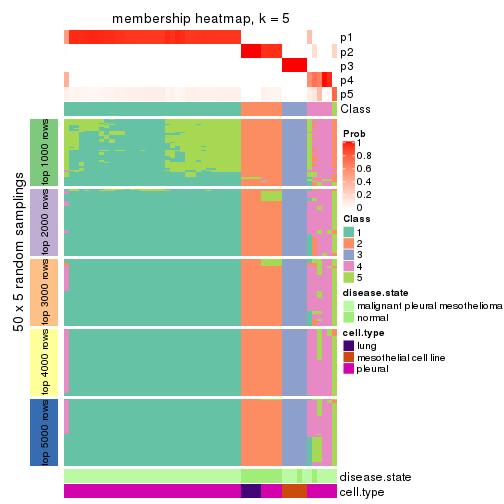 membership heatmap, k = 5
p1
p2
p3
p4
p5
Class
50 x 5 random samplings
top 1000 rows
top 2000 rows
top 3000 rows
top 4000 rows
top 5000 rows
Prob
1
0.8
0.6
0.4
0.2
0
Class
1
2
3
4
5
disease.state
malignant pleural mesothelioma
normal
cell.type
lung
mesothelial cell line
pleural
disease.state
cell.type